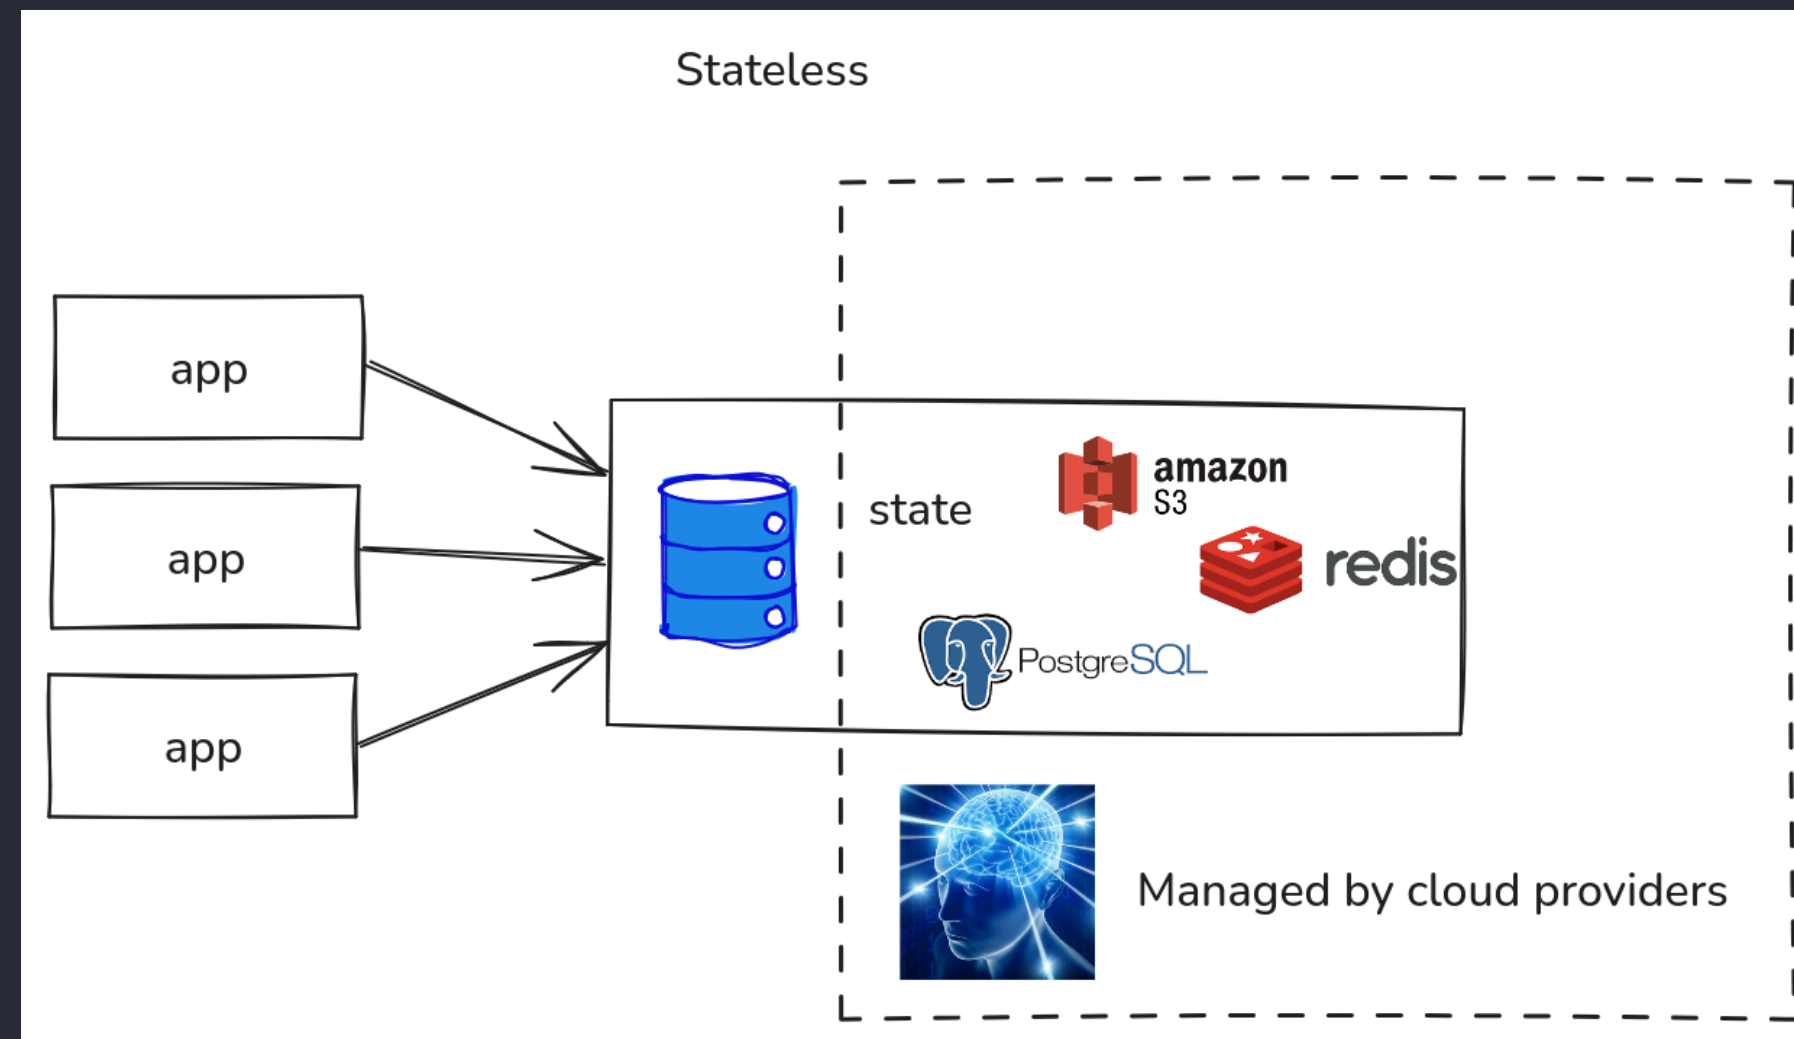 Stateless
app
app
app
state
amazon
S3
redis
PostgreSQL
Managed by cloud providers